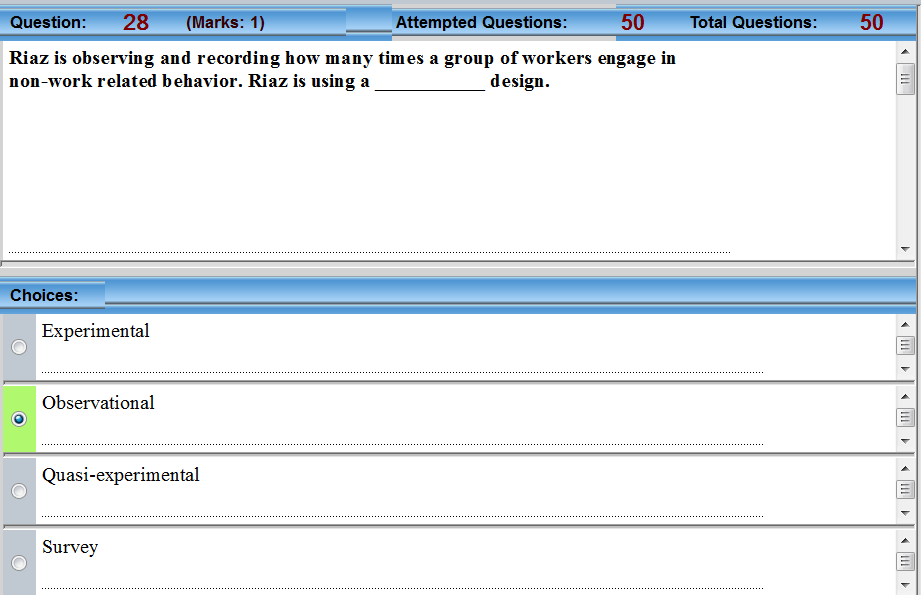 Question: 28 (Marks: 1) Attempted Questions: 50 Total Questions: 50
Riaz is observing and recording how many times a group of workers engage in
non-work related behavior. Riaz is using a ___________ design.
Choices:
Experimental
Observational
Quasi-experimental
Survey